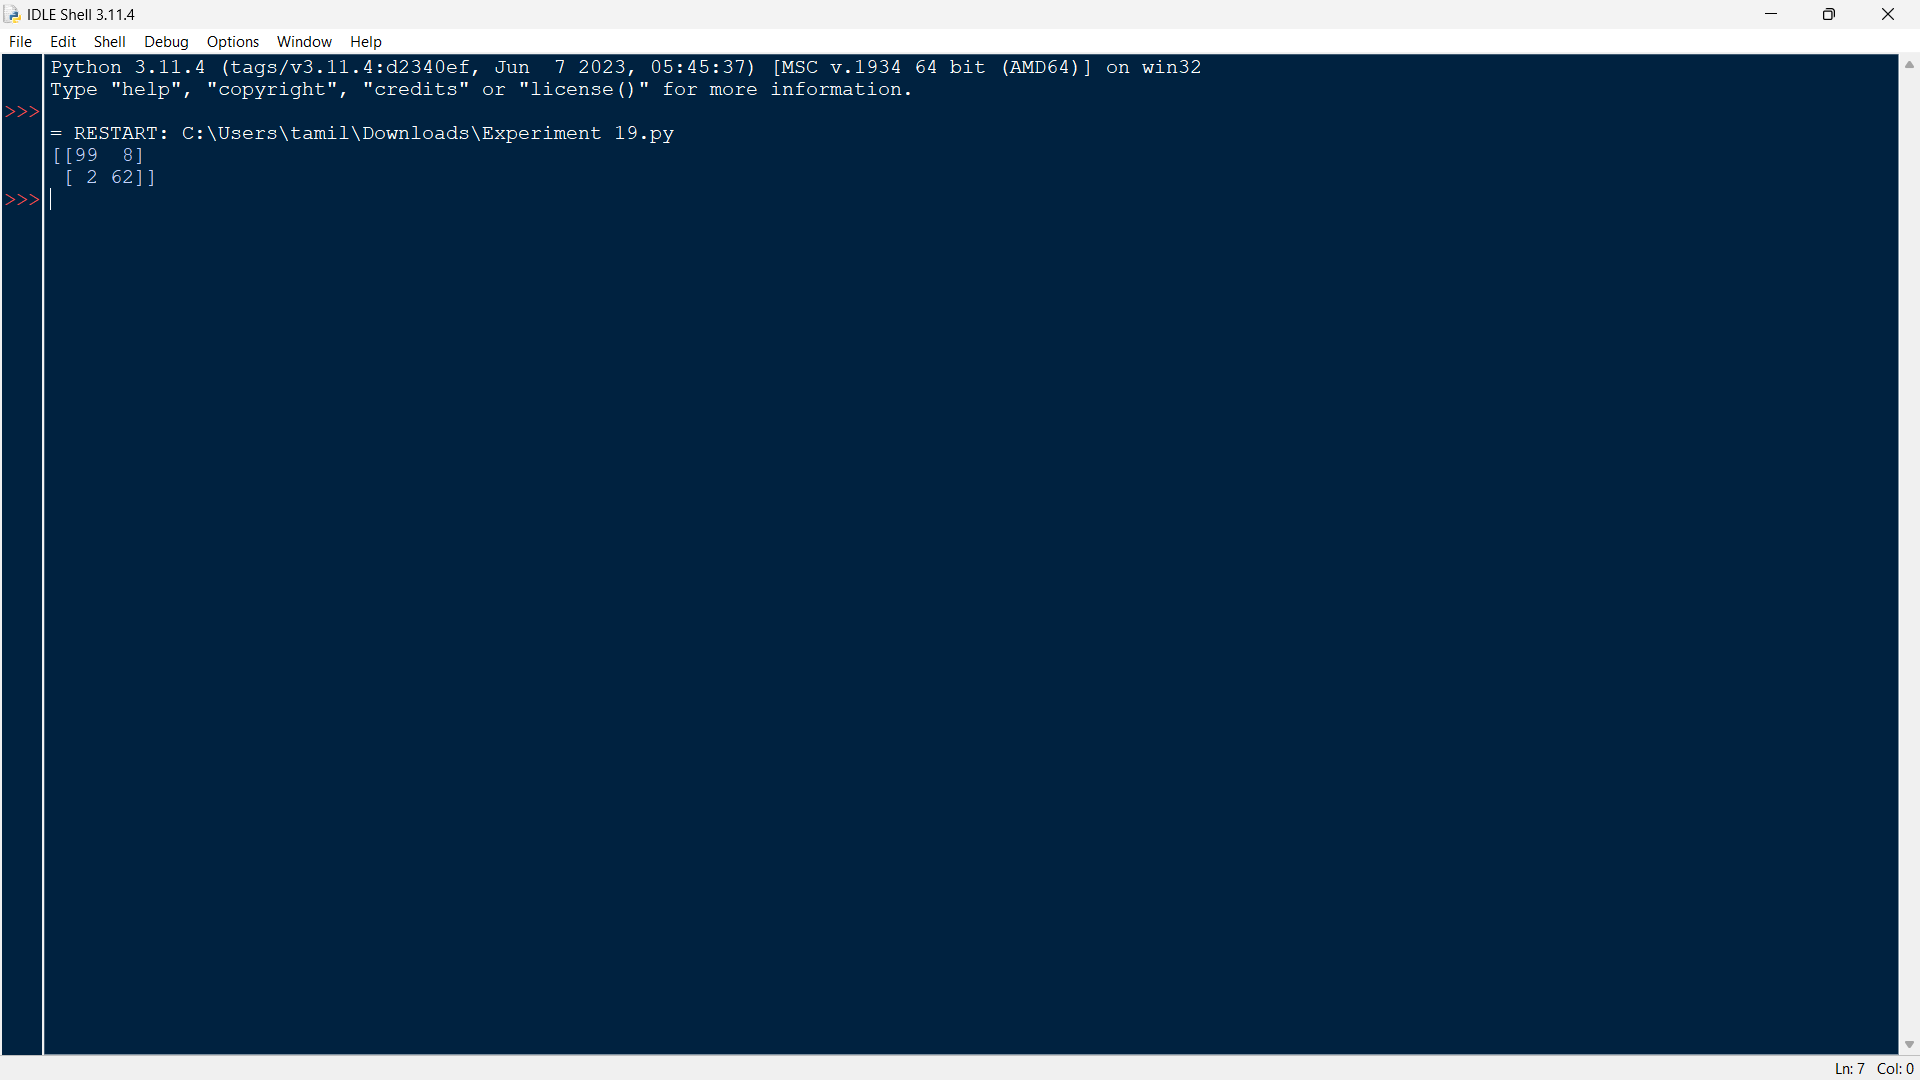 IDLE Shell 3.11.4
File Edit Shell Debug Options Window Help
Python 3.11.4 (tags/v3.11.4:d2340ef, Jun  7 2023, 05:45:37) [MSC v.1934 64 bit (AMD64)] on win32
Type "help", "copyright", "credits" or "license()" for more information.
>>>
= RESTART: C:\Users\tamil\Downloads\Experiment 19.py
[[99  8]
 [ 2 62]]
>>>
Ln: 7 Col: 0